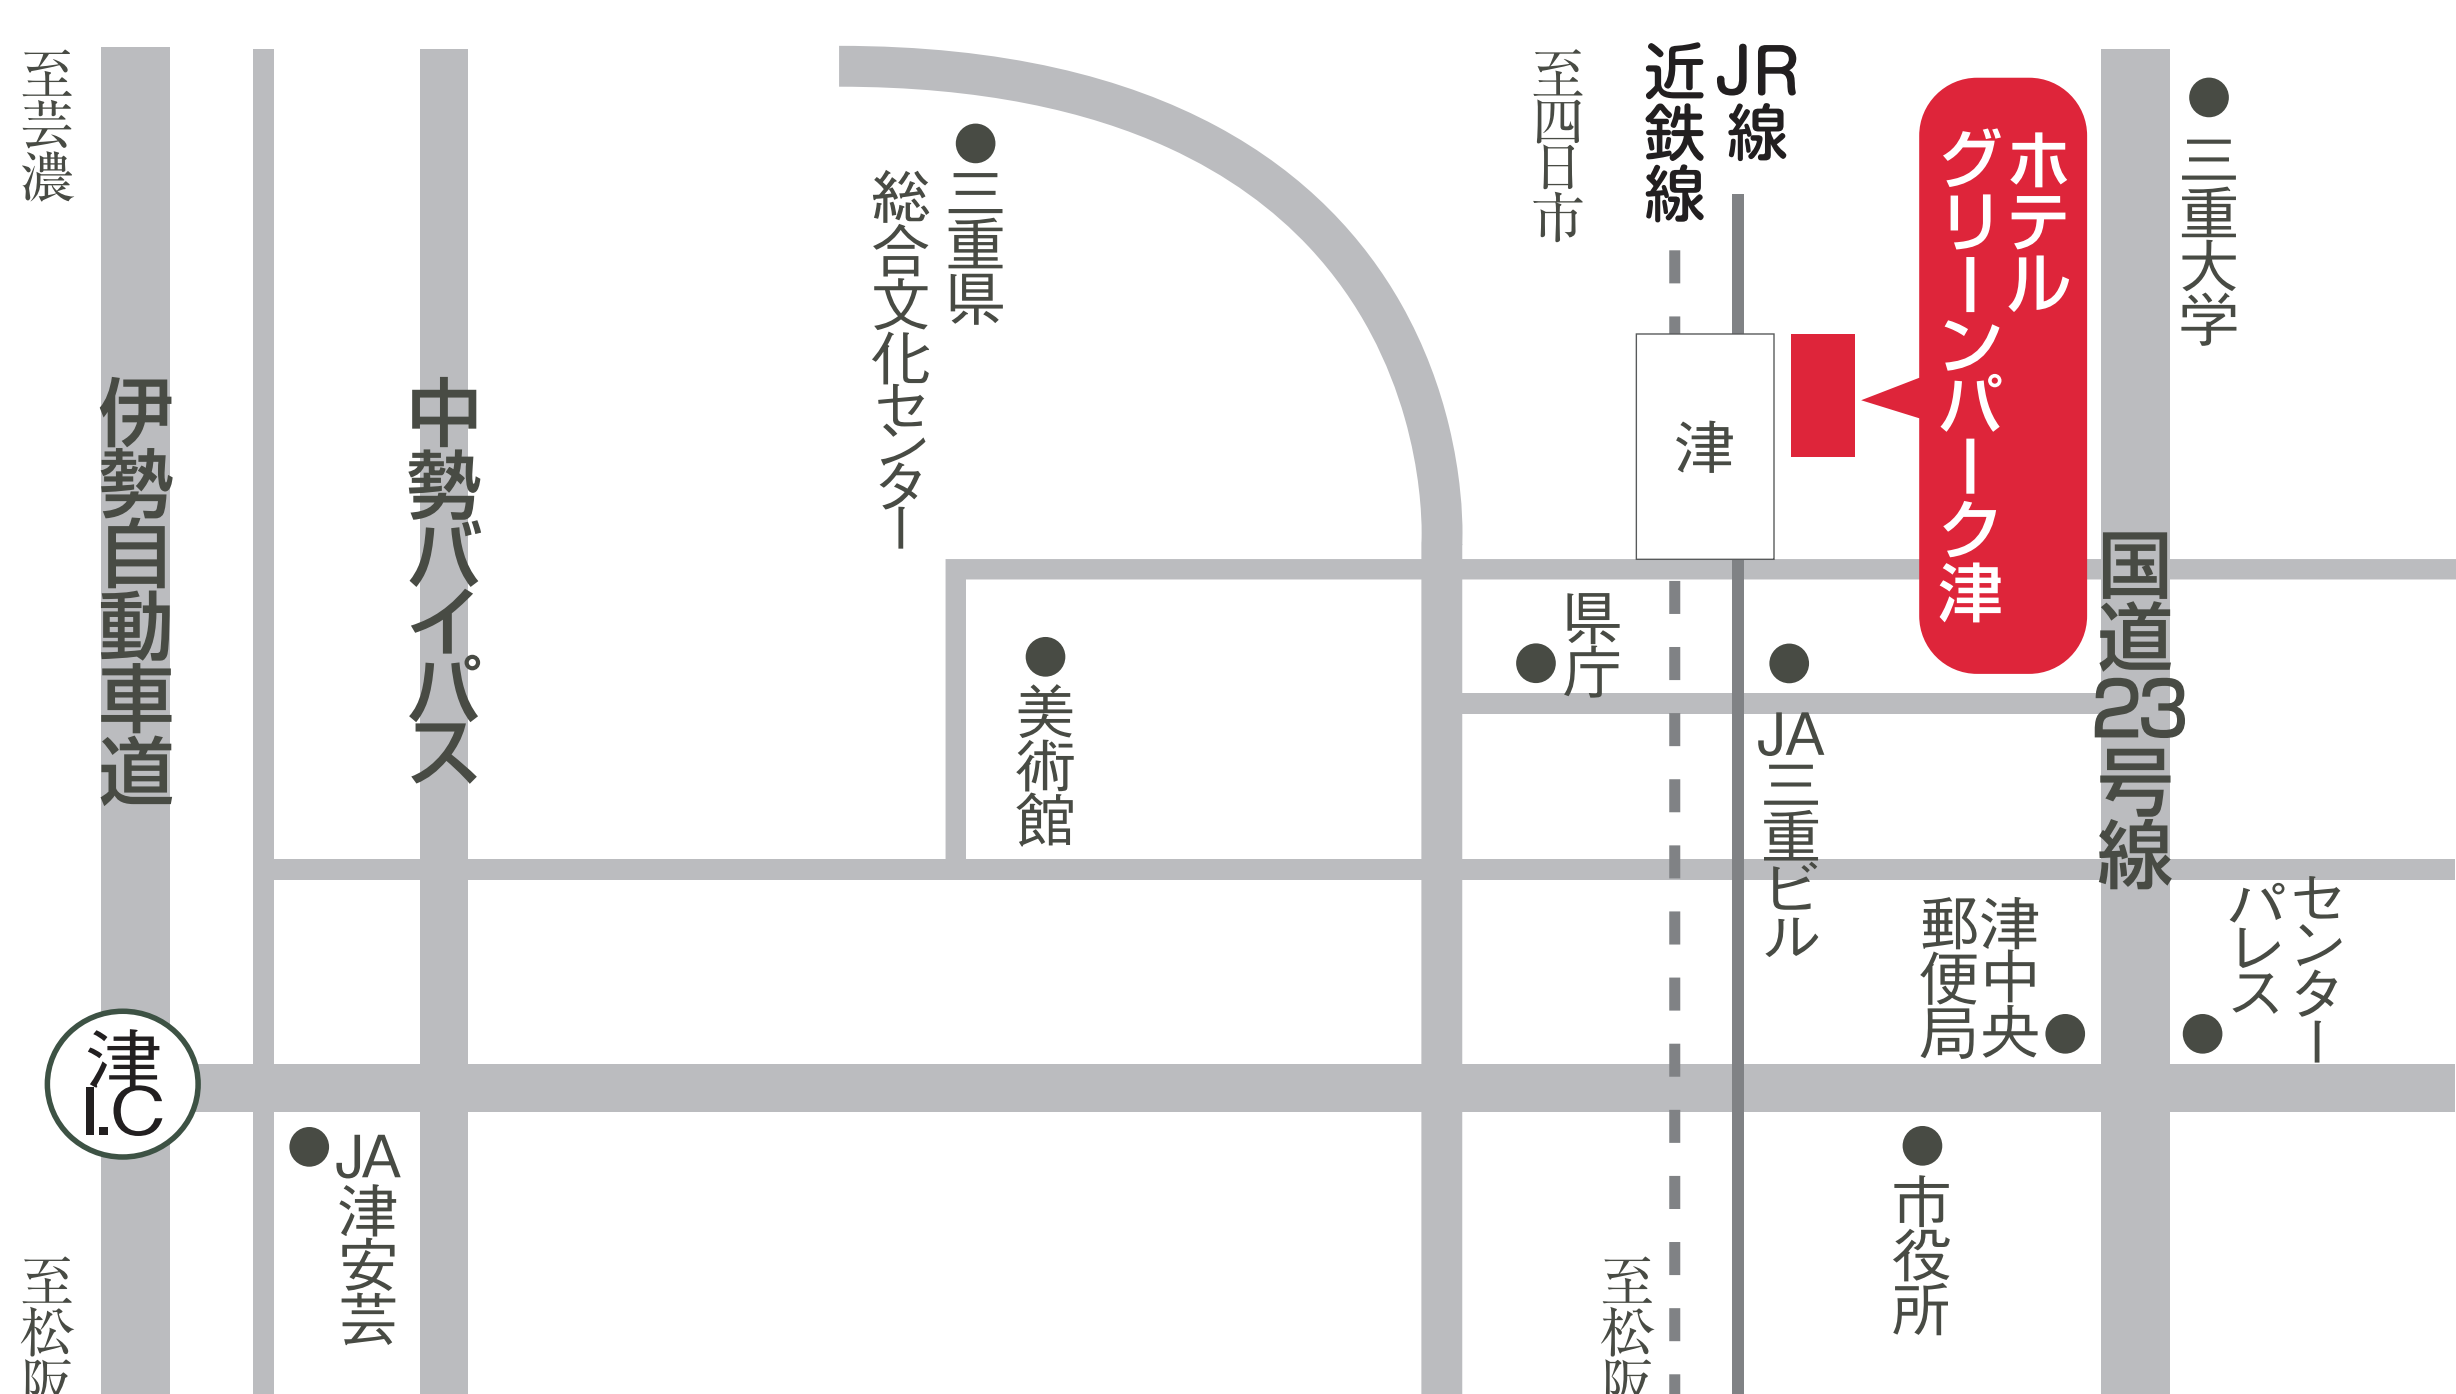 至芸濃
伊勢自動車道
中勢バイパス
三重県
総合文化センター
至四日市
JR線
近鉄線
ホテル
グリーンパーク津
三重大学
津
国道23号線
県庁
美術館
JA三重ビル
津中央
郵便局
センター
パレス
津
I.C
JA津安芸
市役所
至松阪
至松阪